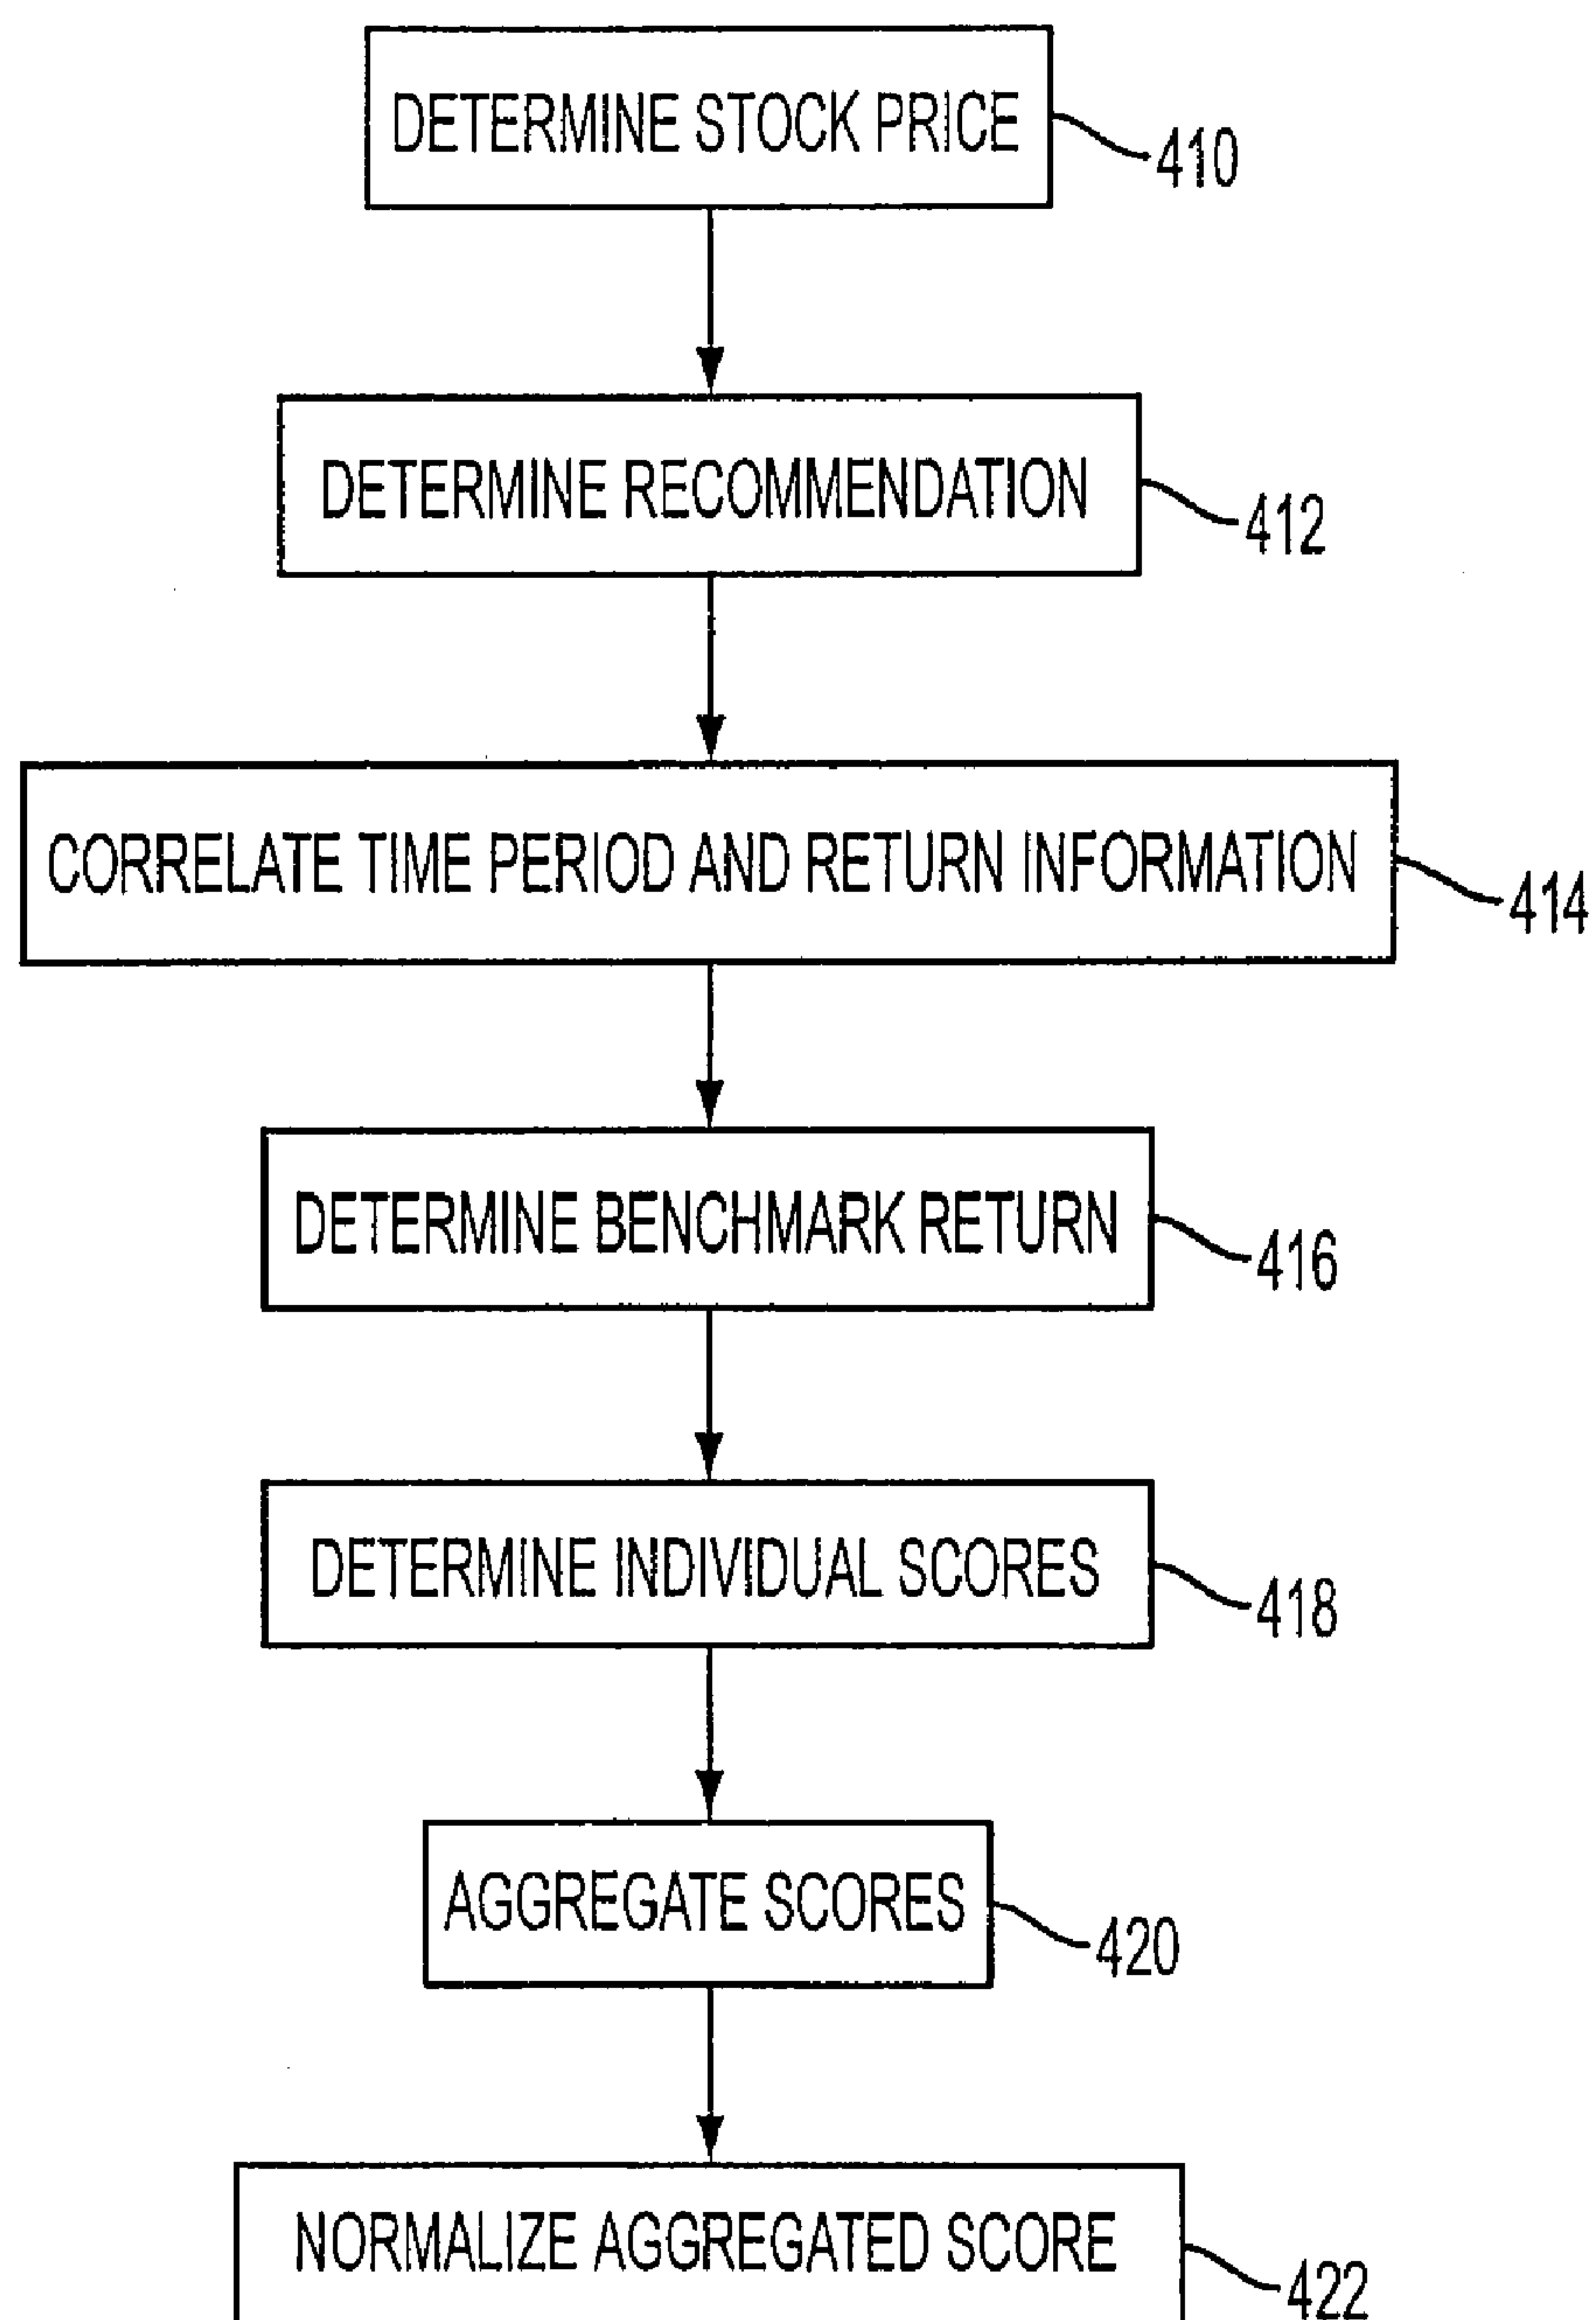 DETERMINE STOCK PRICE
410
DETERMINE RECOMMENDATION
412
CORRELATE TIME PERIOD AND RETURN INFORMATION
414
DETERMINE BENCHMARK RETURN
416
DETERMINE INDIVIDUAL SCORES
418
AGGREGATE SCORES
420
NORMALIZE AGGREGATED SCORE
422